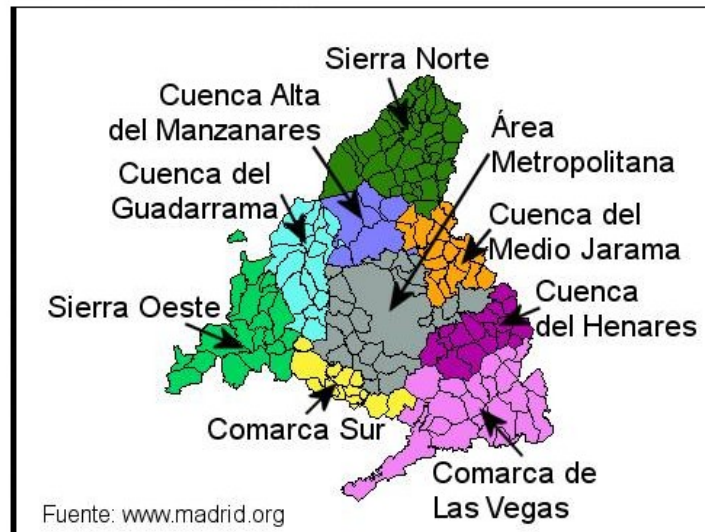 Sierra Norte
Cuenca Alta
del Manzanares
Área
Metropolitana
Cuenca del
Guadarrama
Cuenca del
Medio Jarama
Sierra Oeste
Cuenca
del Henares
Comarca Sur
Comarca de
Las Vegas
Fuente: www.madrid.org